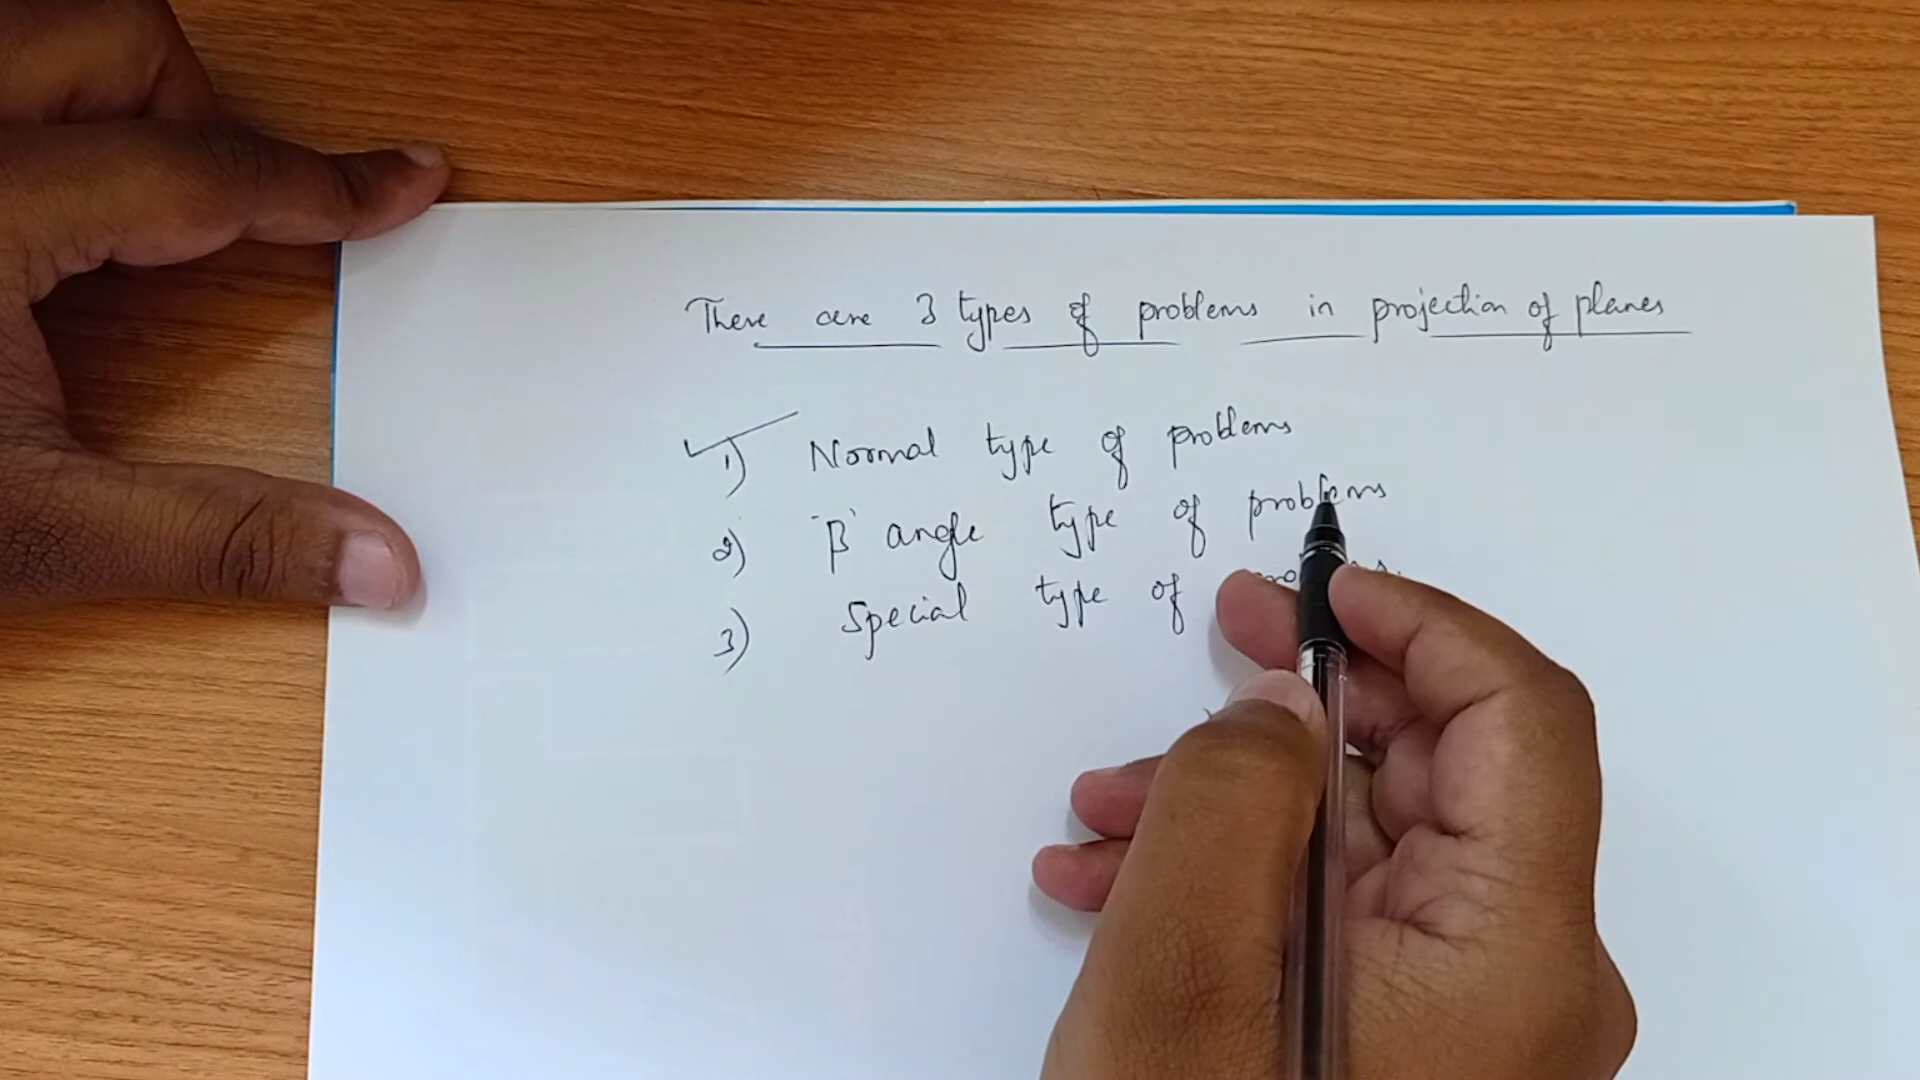 There are 3 types of problems in projection of planes
1) Normal type of problems
2) 'β' angle type of problems
3) Special type of